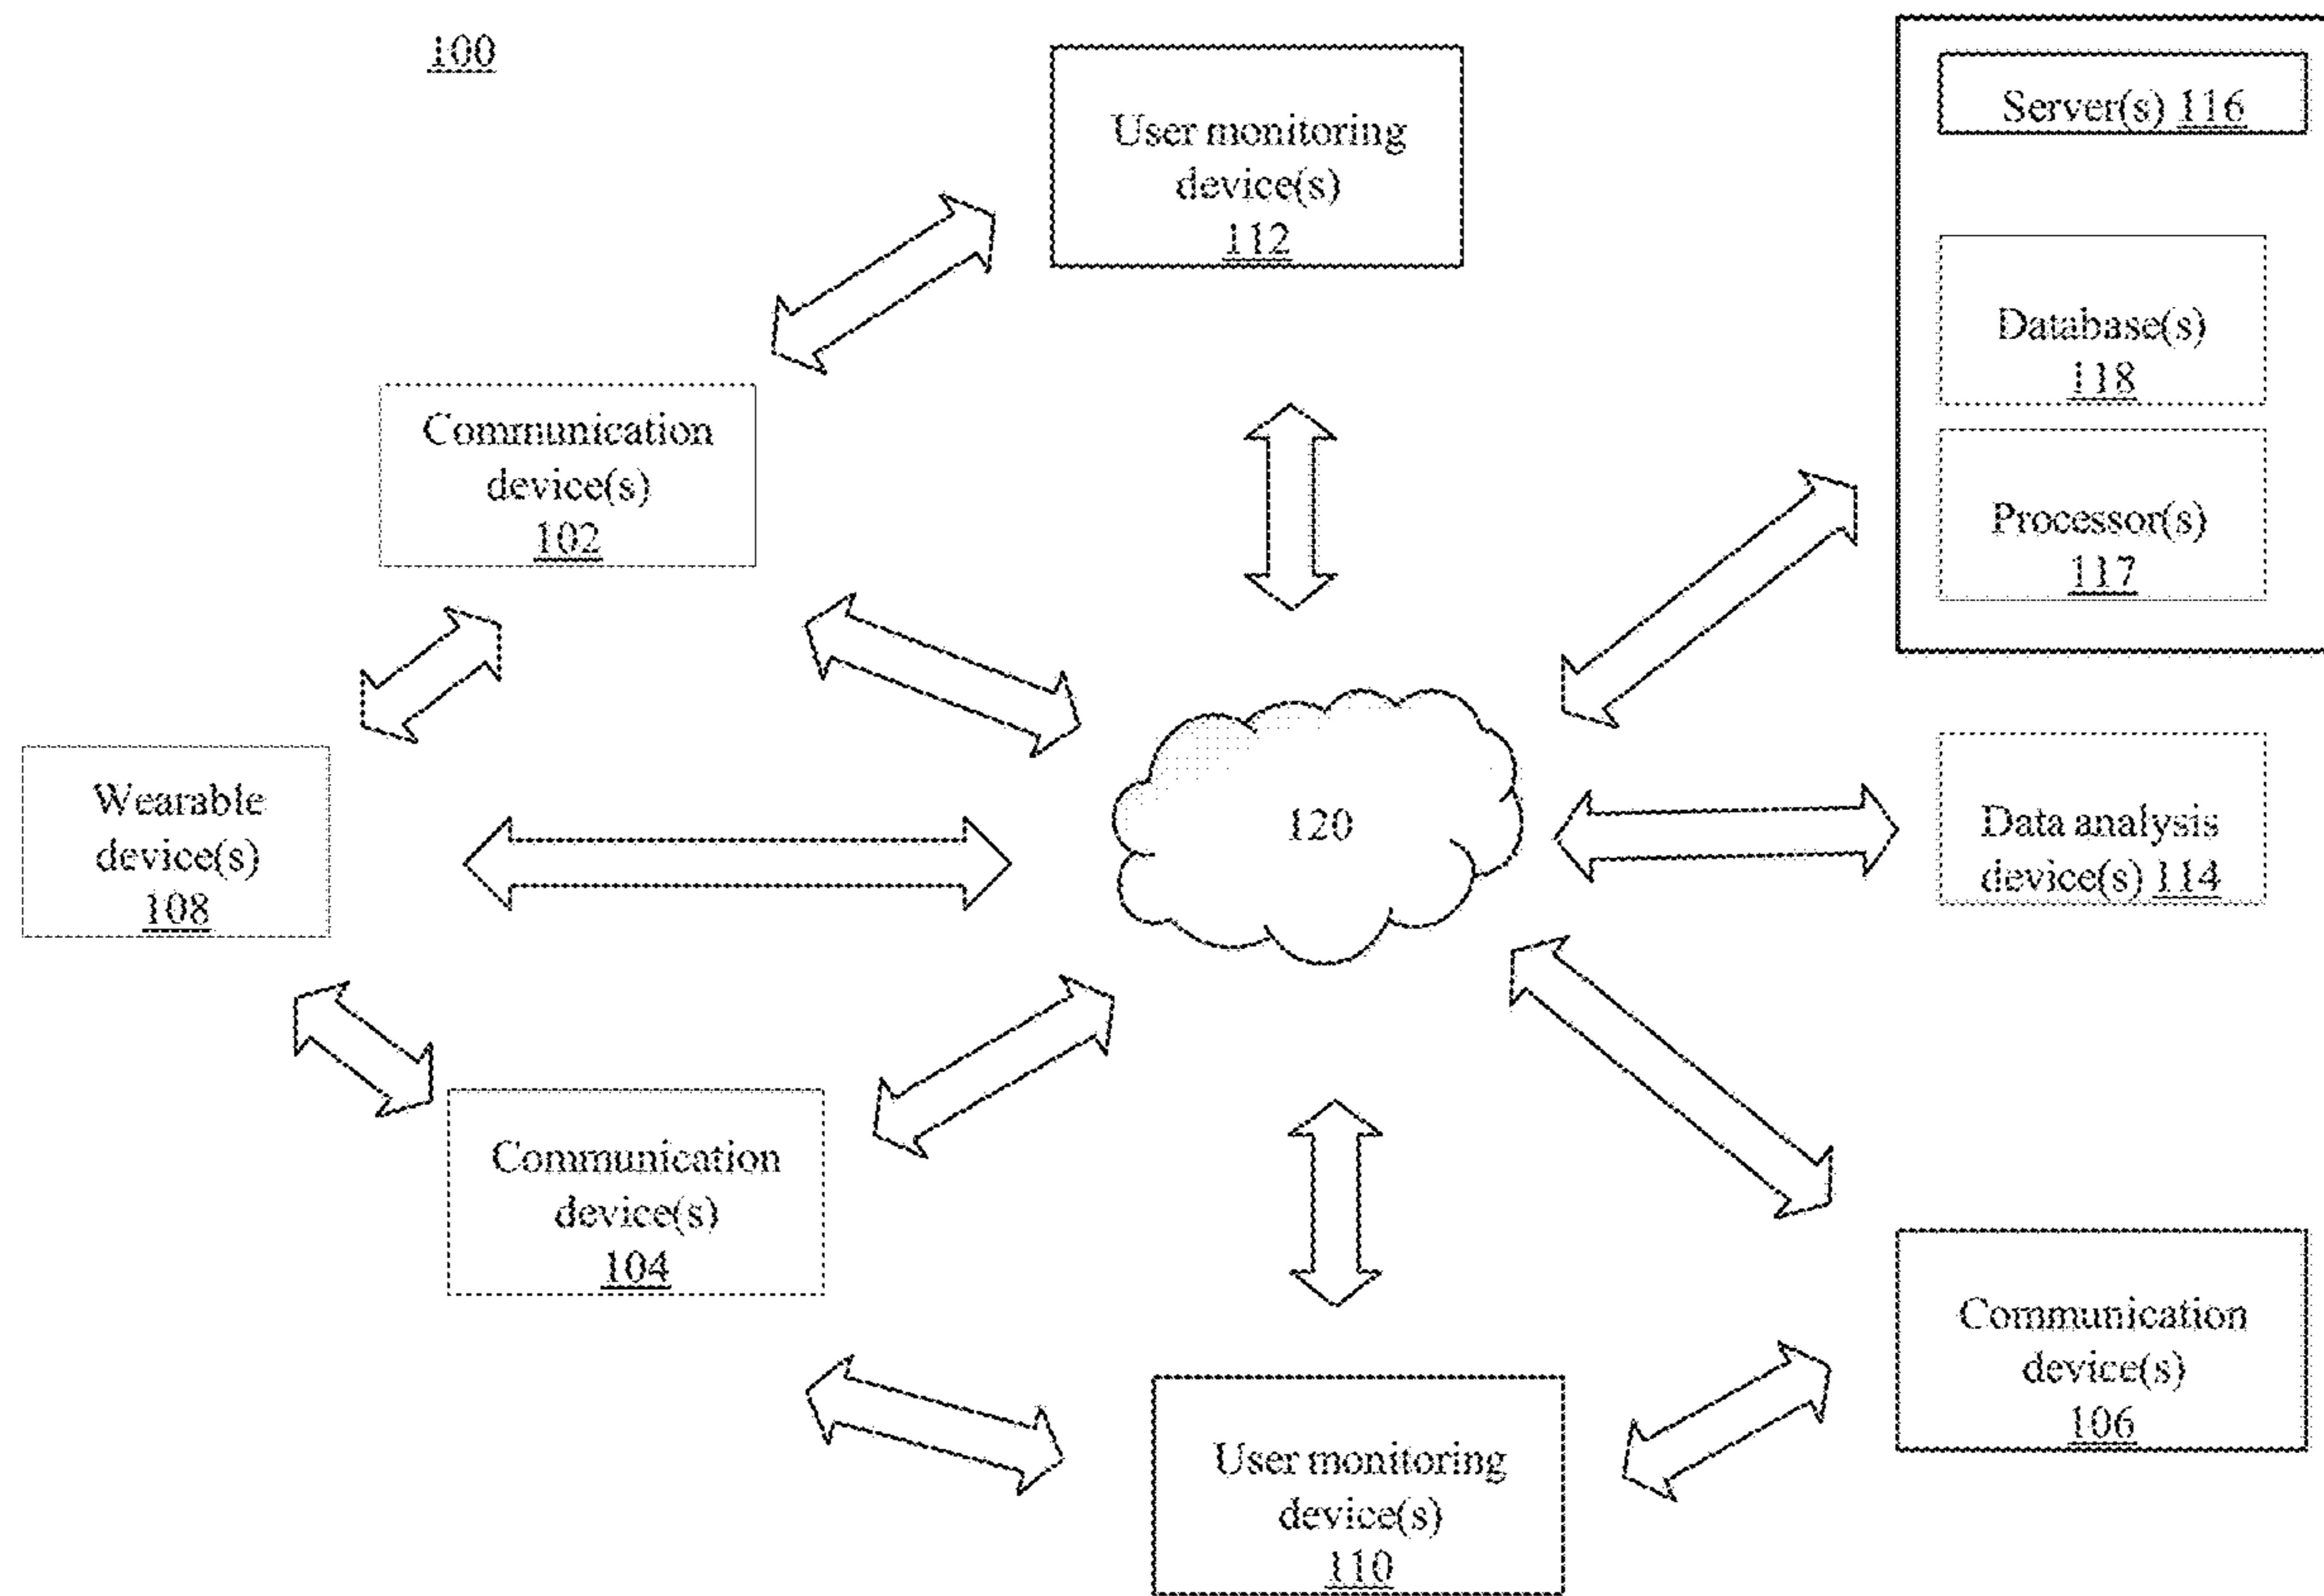 100
User monitoring
device(s)
112
Server(s) 116
Database(s)
118
Processor(s)
117
Communication
device(s)
102
Wearable
device(s)
108
120
Data analysis
device(s) 114
Communication
device(s)
104
Communication
device(s)
106
User monitoring
device(s)
110